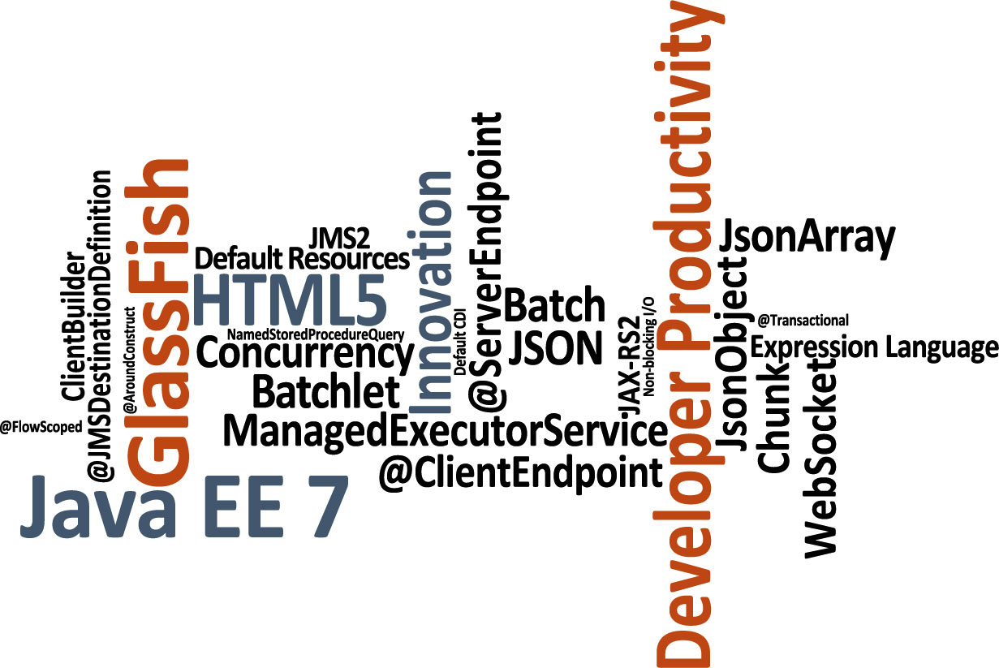 ClientBuilder
@JMSDestinationDefinition
@AroundConstruct
GlassFish
@FlowScoped
Java EE 7
JMS2
Default Resources
HTML5
NamedStoredProcedureQuery
Concurrency
Batchlet
ManagedExecutorService
@ClientEndpoint
Innovation
Default CDI
@ServerEndpoint
Batch
JSON
JAX-RS2
Non-blocking I/O
Developer Productivity
JsonArray
JsonObject
@Transactional
Expression Language
Chunk
WebSocket